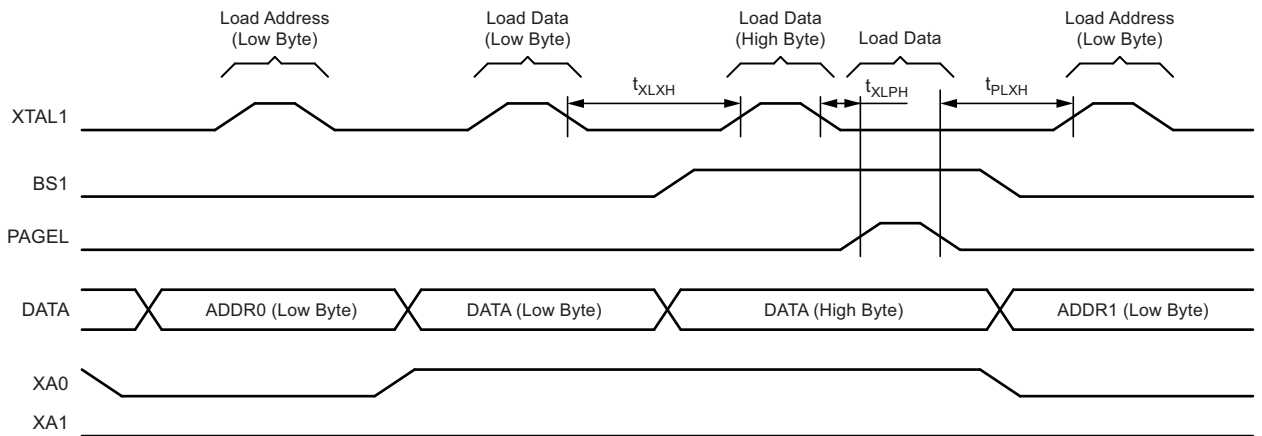 Load Address
(Low Byte)
Load Data
(Low Byte)
Load Data
(High Byte)
Load Data
Load Address
(Low Byte)
tXLXH
tXLPH
tPLXH
XTAL1
BS1
PAGEL
DATA
ADDR0 (Low Byte)
DATA (Low Byte)
DATA (High Byte)
ADDR1 (Low Byte)
XA0
XA1